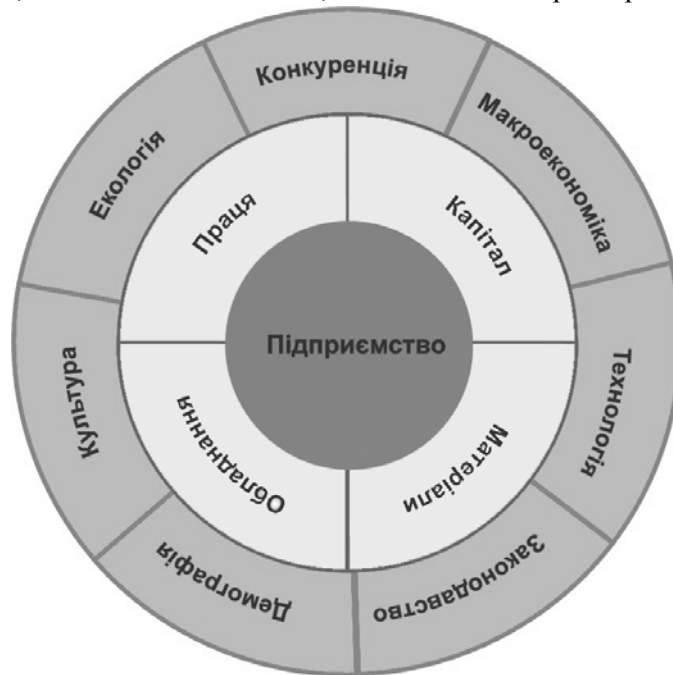 Конкуренція
Макроекономіка
Технологія
Законодавство
Демографія
Культура
Екологія
Праця
Капітал
Матеріали
Обладнання
Підприємство